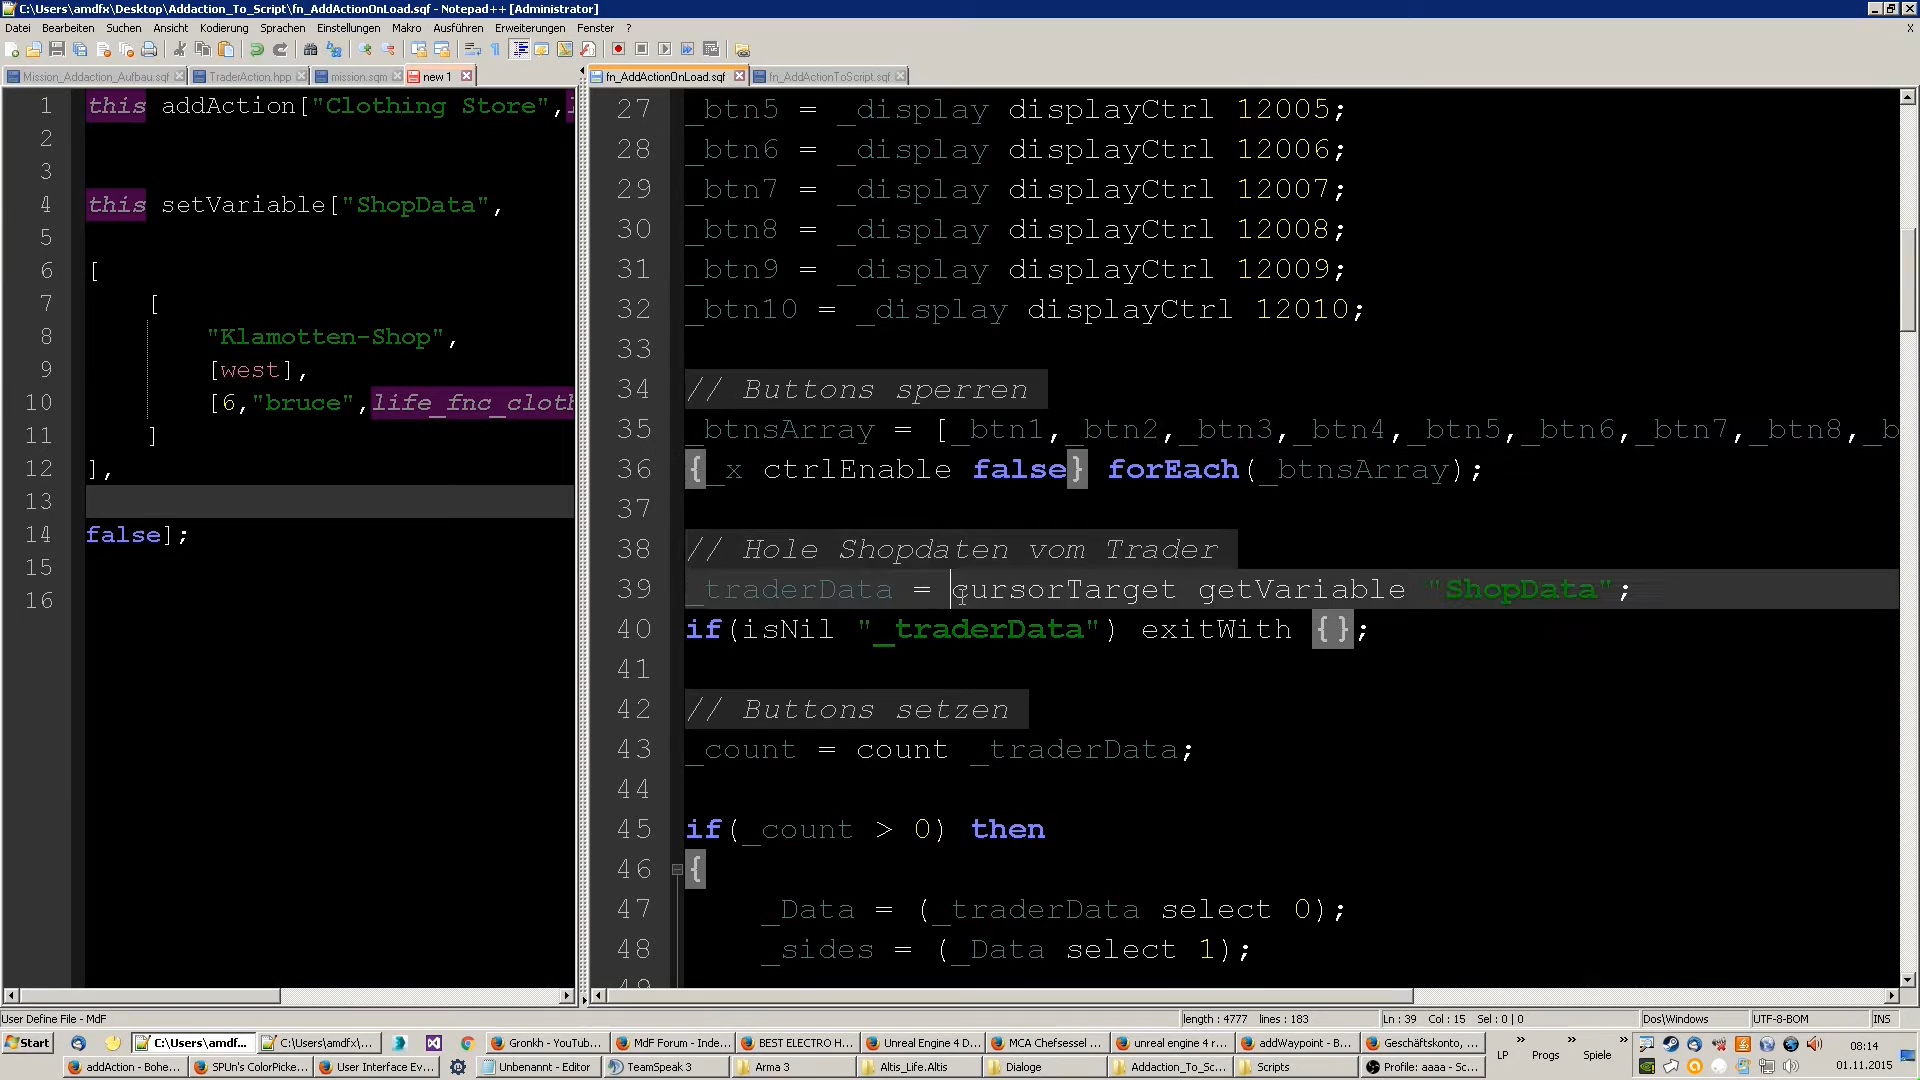 C:\Users\amdfx\Desktop\Addaction_To_Script\fn_AddActionOnLoad.sqf - Notepad++ [Administrator]
Datei Bearbeiten Suchen Ansicht Kodierung Sprachen Einstellungen Makro Ausführen Erweiterungen Fenster ? X
Mission_Addaction_Aufbau.sqf TraderAction.hpp mission.sqm new 1 fn_AddActionOnLoad.sqf fn_AddActionToScript.sqf
1 this addAction["Clothing Store",
2
3
4 this setVariable["ShopData",
5
6 [
7 [
8 "Klamotten-Shop",
9 [west],
10 [6,"bruce",life_fnc_cloth
11 ]
12 ],
13
14 false];
15
16
27 _btn5 = _display displayCtrl 12005;
28 _btn6 = _display displayCtrl 12006;
29 _btn7 = _display displayCtrl 12007;
30 _btn8 = _display displayCtrl 12008;
31 _btn9 = _display displayCtrl 12009;
32 _btn10 = _display displayCtrl 12010;
33
34 // Buttons sperren
35 _btnsArray = [_btn1,_btn2,_btn3,_btn4,_btn5,_btn6,_btn7,_btn8,_b
36 {_x ctrlEnable false} forEach(_btnsArray);
37
38 // Hole Shopdaten vom Trader
39 _traderData = cursorTarget getVariable "ShopData";
40 if(isNil "_traderData") exitWith {};
41
42 // Buttons setzen
43 _count = count _traderData;
44
45 if(_count > 0) then
46 {
47 _Data = (_traderData select 0);
48 _sides = (_Data select 1);
49
User Define File - MdF length : 4777 lines : 183 Ln : 39 Col : 15 Sel : 0 | 0 Dos\Windows UTF-8-BOM INS
Start C:\Users\amdf... C:\Users\amdfx/... Gronkh - YouTub... MdF Forum - Inde... BEST ELECTRO H... Unreal Engine 4 D... MCA Chefsessel ... unreal engine 4 r... addWaypoint - B... Geschäftskonto, ... LP Progs Spiele 08:14
addAction - Bohe... SPUn's ColorPicke... User Interface Ev... Unbenannt - Editor TeamSpeak 3 Arma 3 Altis_Life.Altis Dialoge Addaction_To_Sc... Scripts Profile: aaaa - Sc... 01.11.2015